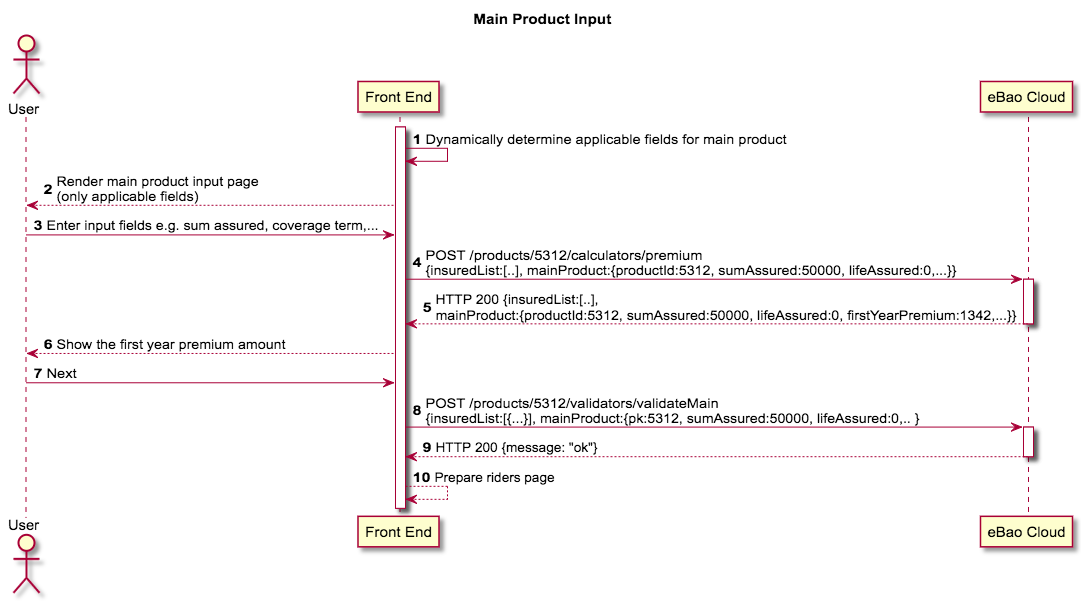 Main Product Input
User
Front End
eBao Cloud
1 Dynamically determine applicable fields for main product
2 Render main product input page
(only applicable fields)
3 Enter input fields e.g. sum assured, coverage term,...
4 POST /products/5312/calculators/premium
{insuredList:[..], mainProduct:{productId:5312, sumAssured:50000, lifeAssured:0,...}}
5 HTTP 200 {insuredList:[..],
mainProduct:{productId:5312, sumAssured:50000, lifeAssured:0, firstYearPremium:1342,...}}
6 Show the first year premium amount
7 Next
8 POST /products/5312/validators/validateMain
{insuredList:[{...}], mainProduct:{pk:5312, sumAssured:50000, lifeAssured:0,.. }
9 HTTP 200 {message: "ok"}
10 Prepare riders page
User
Front End
eBao Cloud